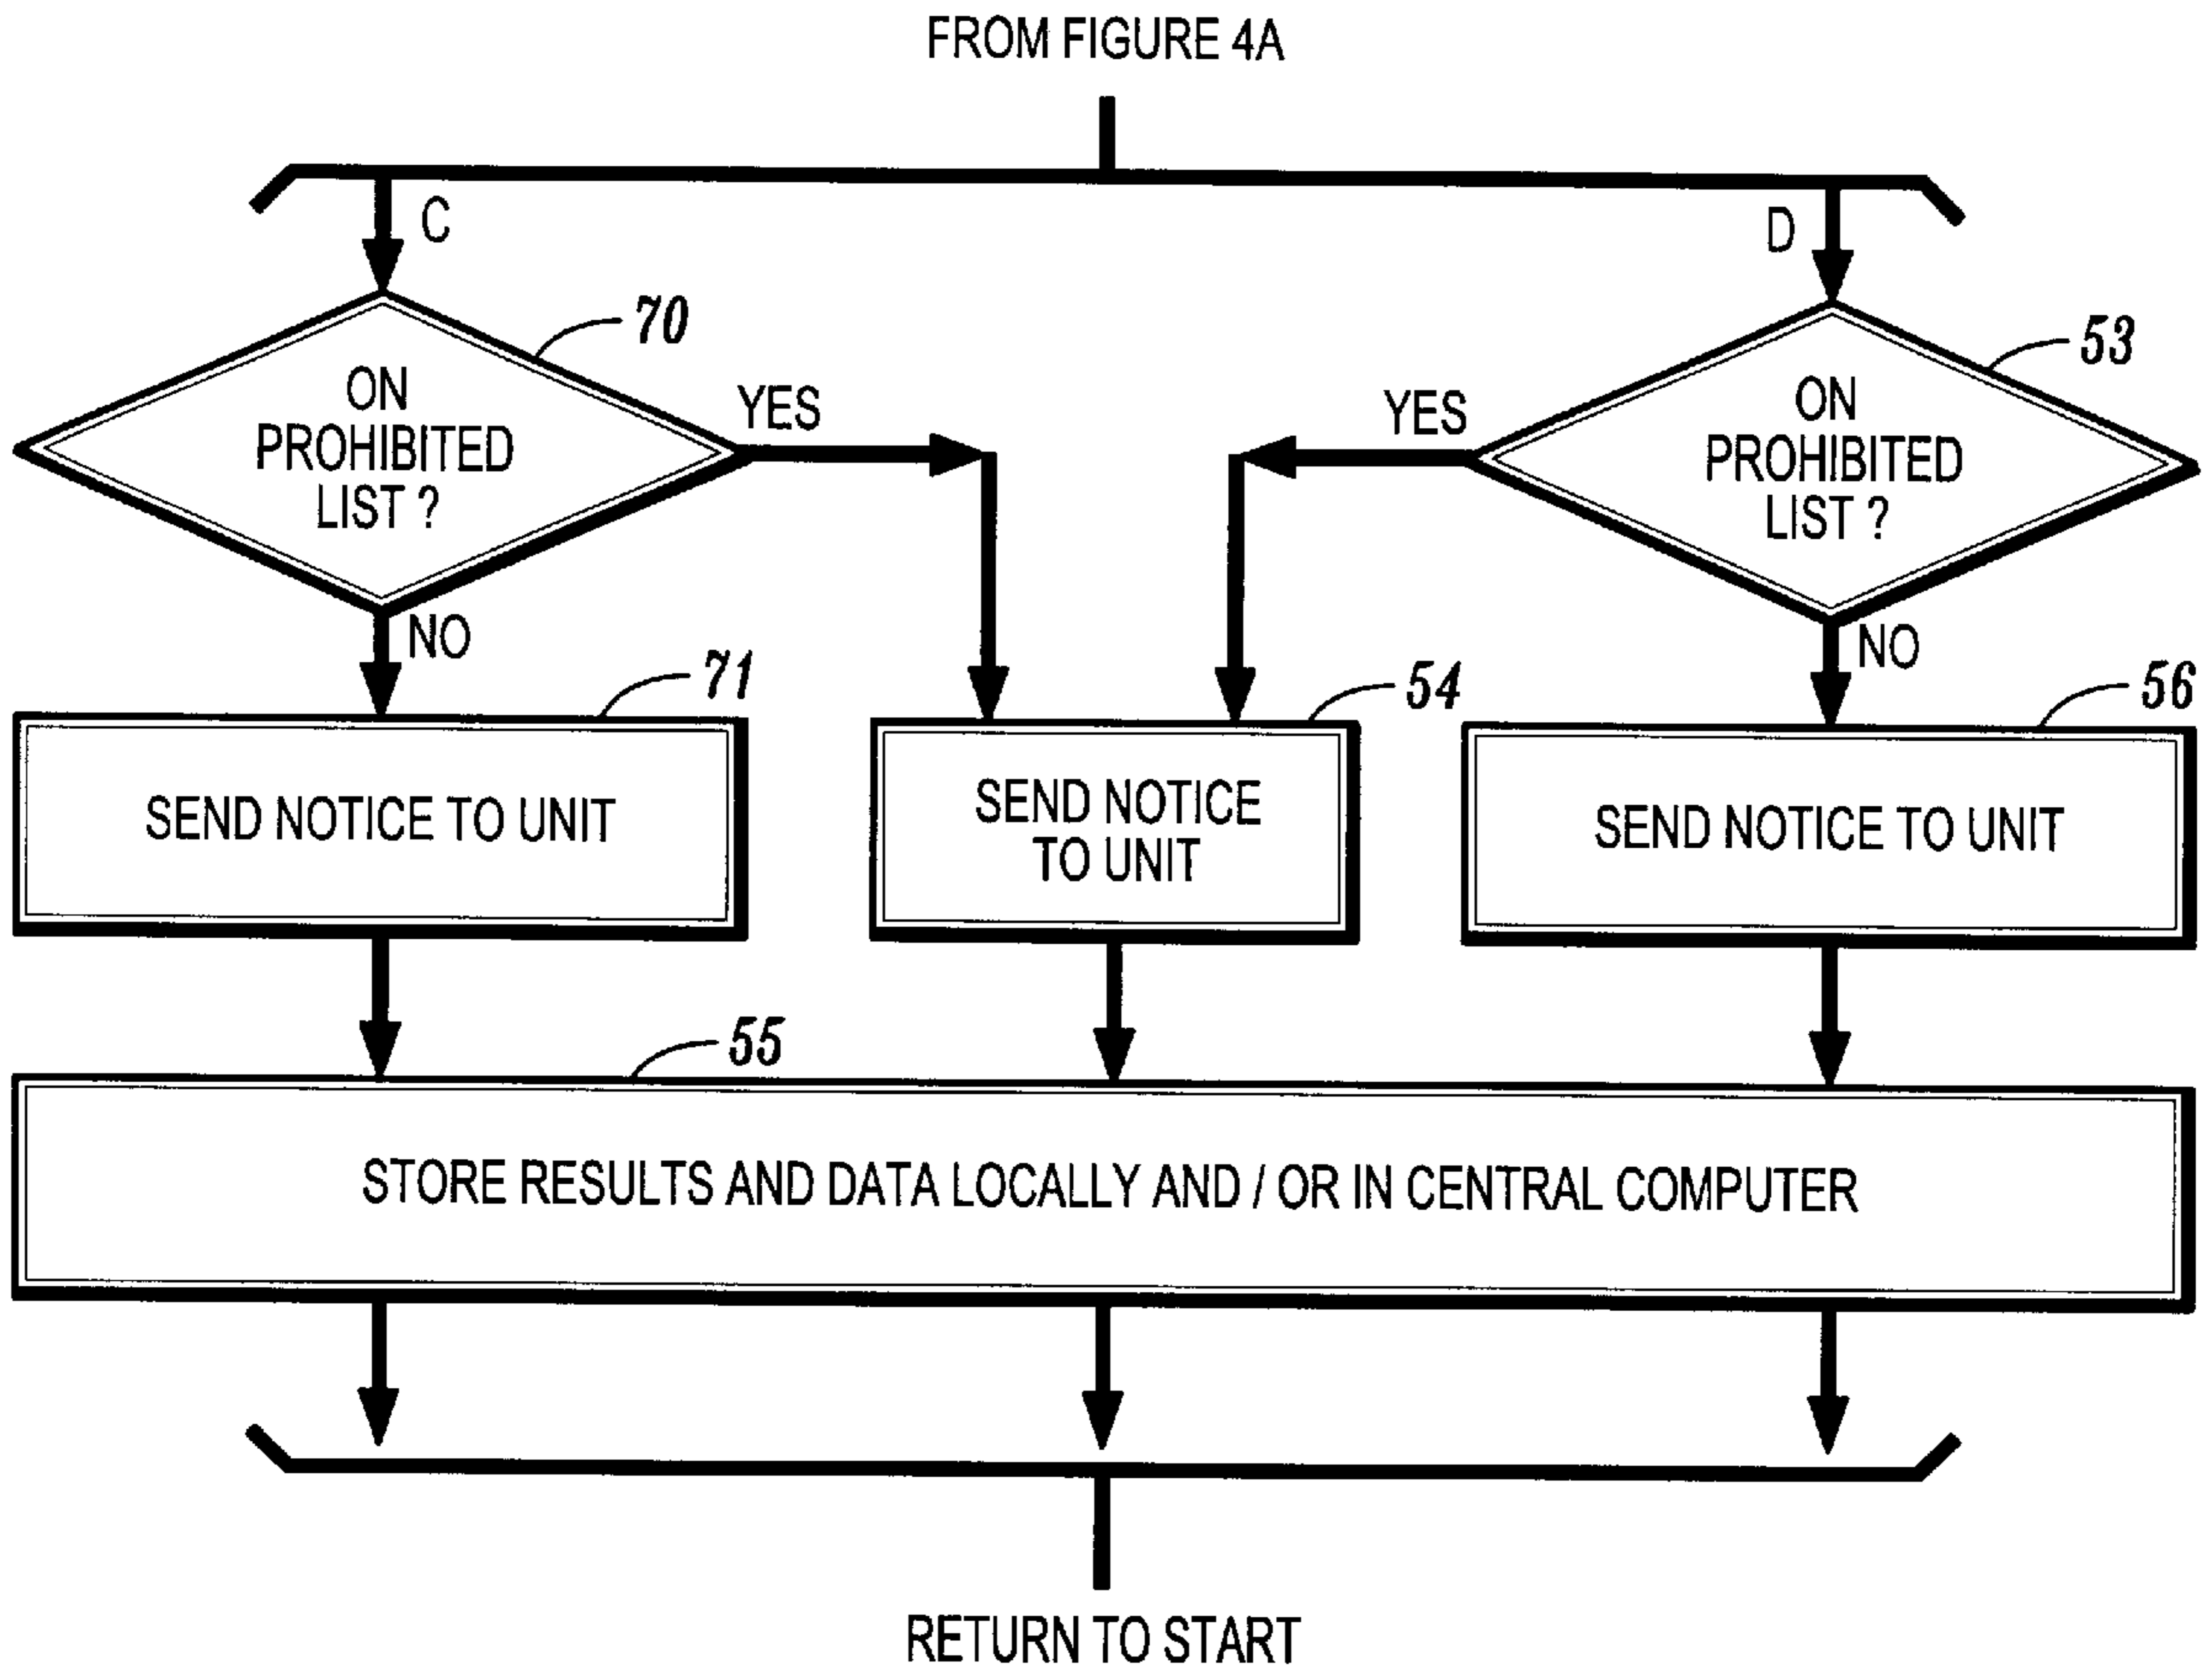 FROM FIGURE 4A
C
D
70
53
ON
PROHIBITED
LIST ?
YES
YES
ON
PROHIBITED
LIST ?
NO
NO
71
54
56
SEND NOTICE TO UNIT
SEND NOTICE
TO UNIT
SEND NOTICE TO UNIT
55
STORE RESULTS AND DATA LOCALLY AND / OR IN CENTRAL COMPUTER
RETURN TO START